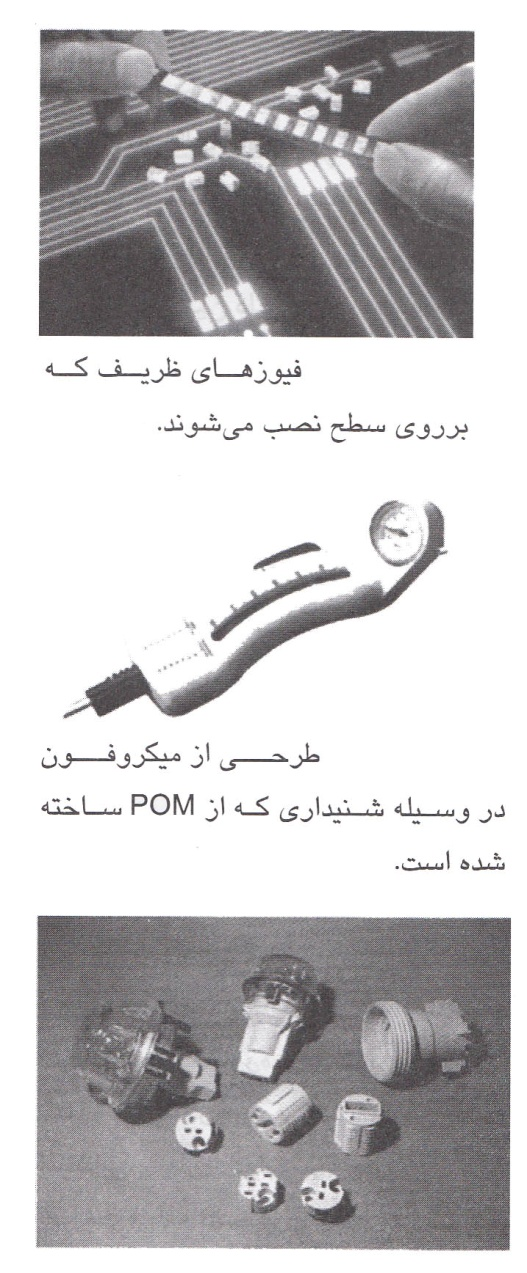 فیوزهای ظریف که
برروی سطح نصب می‌شوند.
طرحی از میکروفون
در وسیله شنیداری که از POM ساخته
شده است.